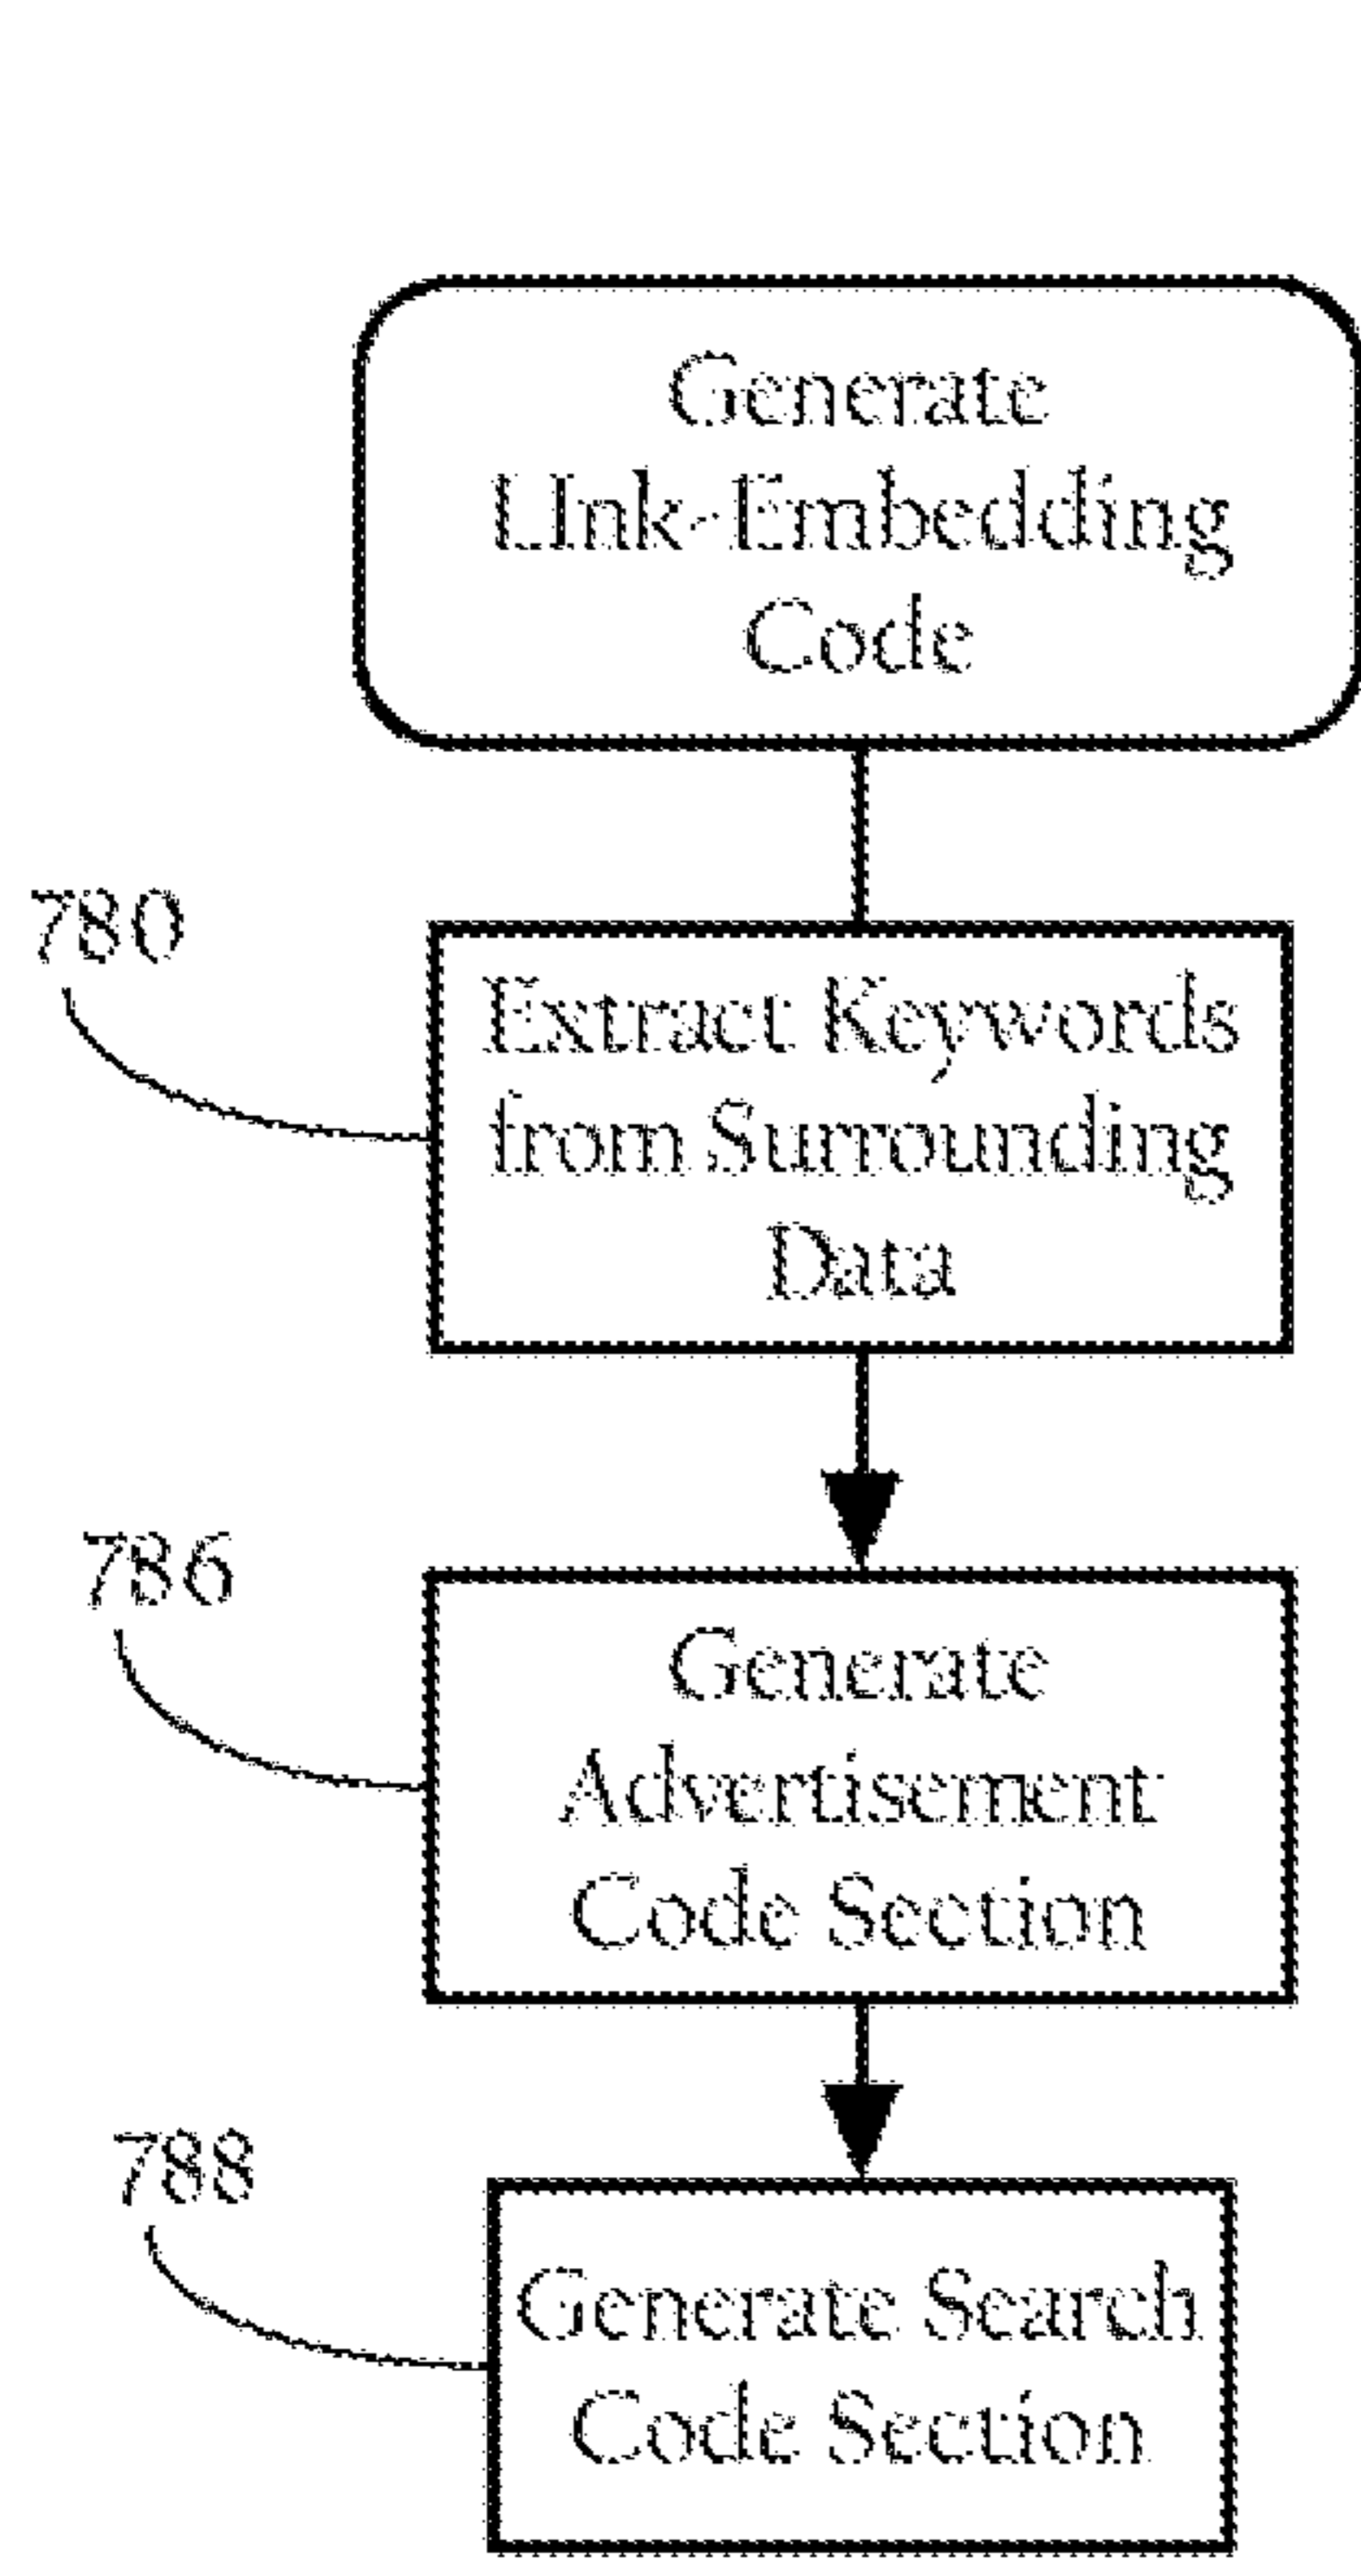 Generate
LInk-Embedding
Code
780
Extract Keywords
from Surrounding
Data
786
Generate
Advertisement
Code Section
788
Generate Search
Code Section